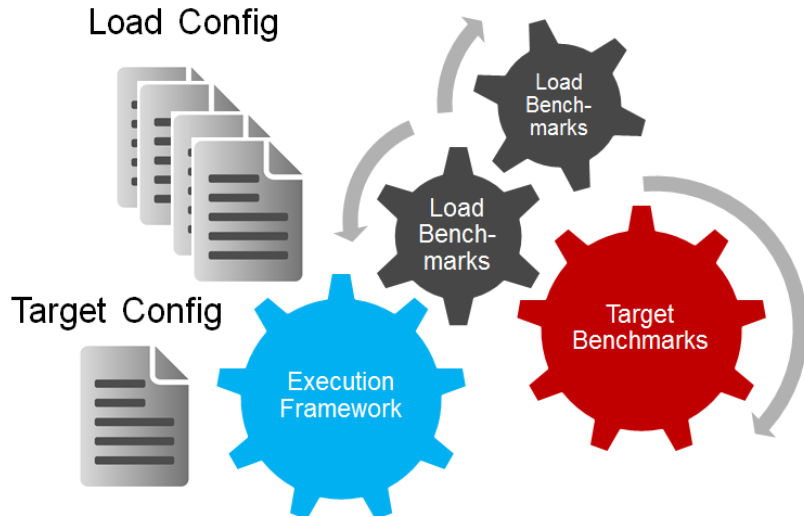 Load Config
Load
Bench-
marks
Load
Bench-
marks
Target Config
Target
Benchmarks
Execution
Framework